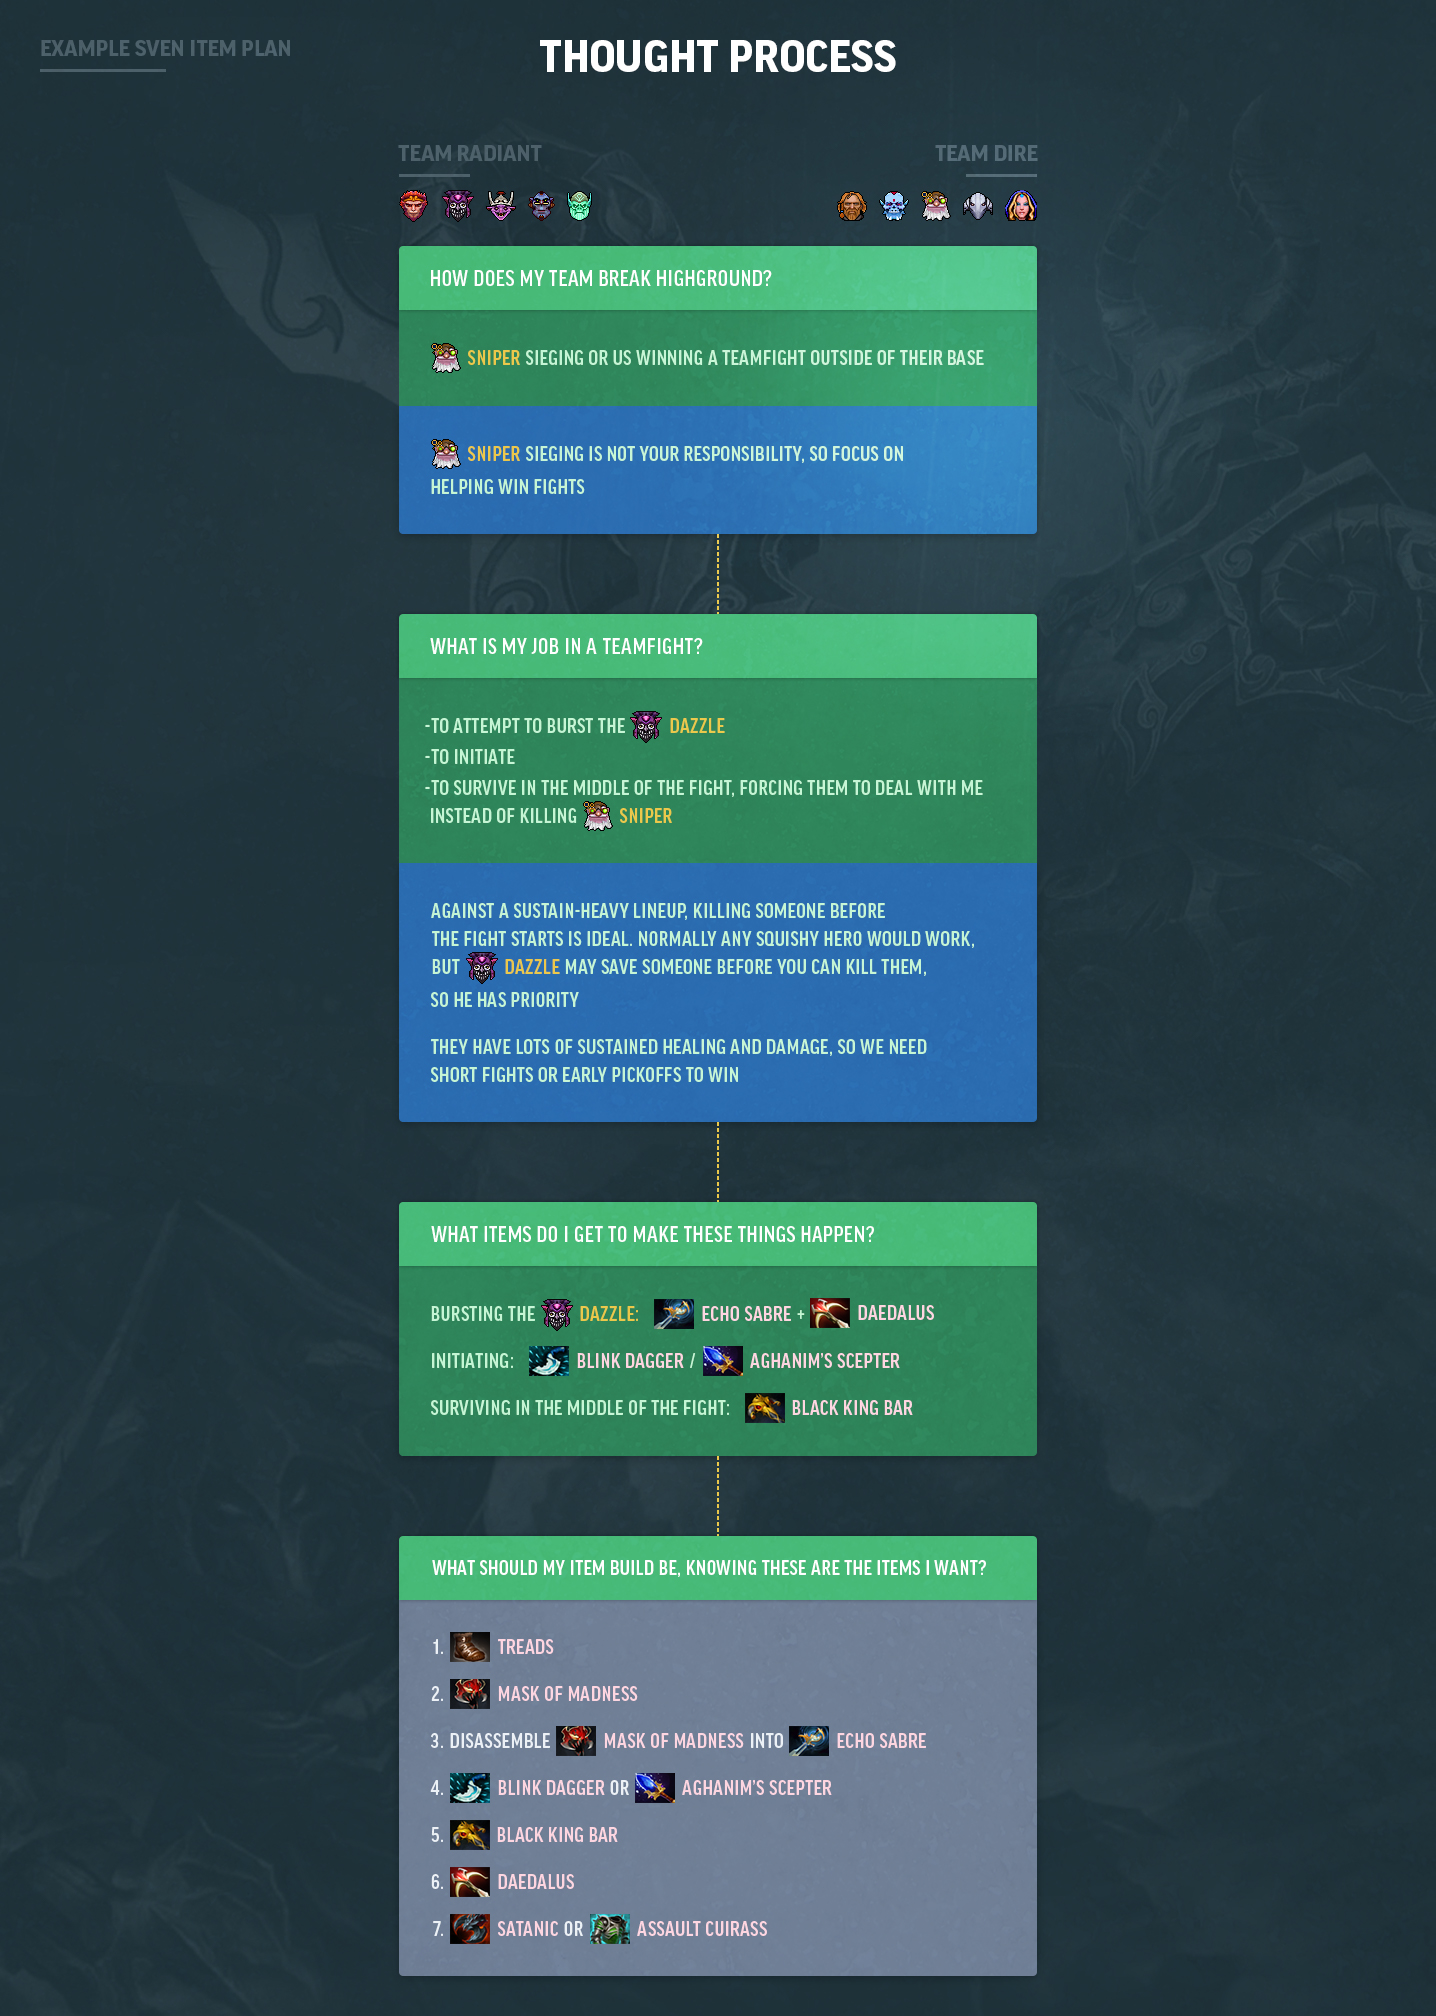 EXAMPLE SVEN ITEM PLAN
THOUGHT PROCESS
TEAM RADIANT
TEAM DIRE
HOW DOES MY TEAM BREAK HIGHGROUND?
SNIPER SIEGING OR US WINNING A TEAMFIGHT OUTSIDE OF THEIR BASE
SNIPER SIEGING IS NOT YOUR RESPONSIBILITY, SO FOCUS ON
HELPING WIN FIGHTS
WHAT IS MY JOB IN A TEAMFIGHT?
-TO ATTEMPT TO BURST THE DAZZLE
-TO INITIATE
-TO SURVIVE IN THE MIDDLE OF THE FIGHT, FORCING THEM TO DEAL WITH ME
INSTEAD OF KILLING SNIPER
AGAINST A SUSTAIN-HEAVY LINEUP, KILLING SOMEONE BEFORE
THE FIGHT STARTS IS IDEAL. NORMALLY ANY SQUISHY HERO WOULD WORK,
BUT DAZZLE MAY SAVE SOMEONE BEFORE YOU CAN KILL THEM,
SO HE HAS PRIORITY
THEY HAVE LOTS OF SUSTAINED HEALING AND DAMAGE, SO WE NEED
SHORT FIGHTS OR EARLY PICKOFFS TO WIN
WHAT ITEMS DO I GET TO MAKE THESE THINGS HAPPEN?
BURSTING THE DAZZLE: ECHO SABRE + DAEDALUS
INITIATING: BLINK DAGGER / AGHANIM'S SCEPTER
SURVIVING IN THE MIDDLE OF THE FIGHT: BLACK KING BAR
WHAT SHOULD MY ITEM BUILD BE, KNOWING THESE ARE THE ITEMS I WANT?
1. TREADS
2. MASK OF MADNESS
3. DISASSEMBLE MASK OF MADNESS INTO ECHO SABRE
4. BLINK DAGGER OR AGHANIM'S SCEPTER
5. BLACK KING BAR
6. DAEDALUS
7. SATANIC OR ASSAULT CUIRASS